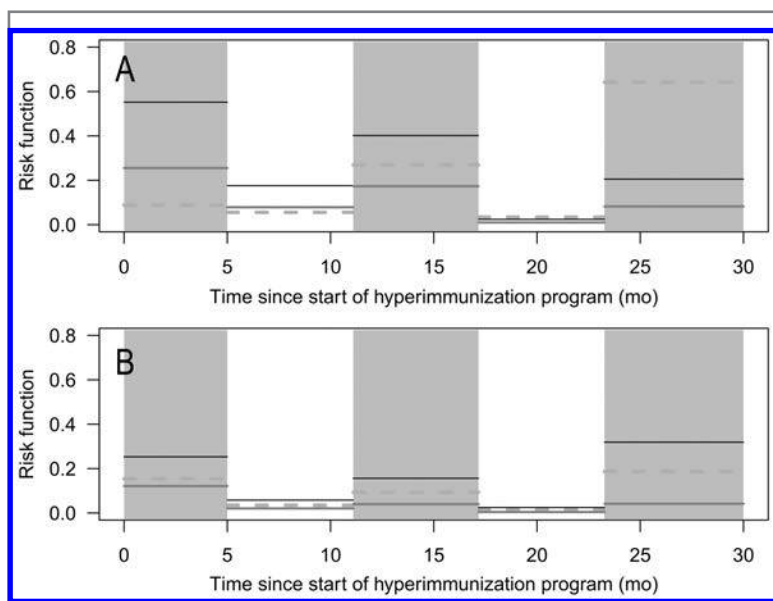 A
0.8
0.6
0.4
0.2
0.0
Risk function
0 5 10 15 20 25 30
Time since start of hyperimmunization program (mo)
B
0.8
0.6
0.4
0.2
0.0
Risk function
0 5 10 15 20 25 30
Time since start of hyperimmunization program (mo)